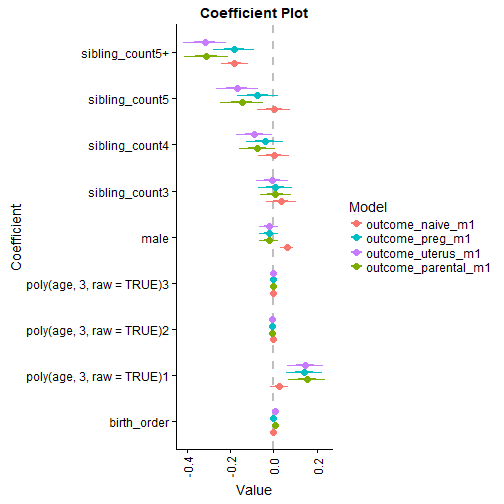 Coefficient Plot
Coefficient
sibling_count5+
sibling_count5
sibling_count4
sibling_count3
male
poly(age, 3, raw = TRUE)3
poly(age, 3, raw = TRUE)2
poly(age, 3, raw = TRUE)1
birth_order
-0.4
-0.2
0.0
0.2
Value
Model
outcome_naive_m1
outcome_preg_m1
outcome_uterus_m1
outcome_parental_m1